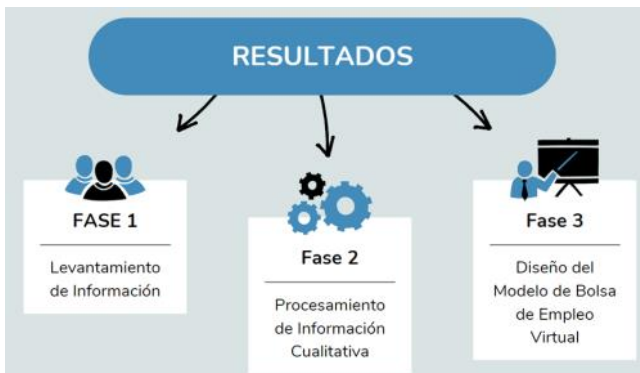 RESULTADOS
FASE 1
Levantamiento
de Información
Fase 2
Procesamiento
de Información
Cualitativa
Fase 3
Diseño del
Modelo de Bolsa
de Empleo
Virtual